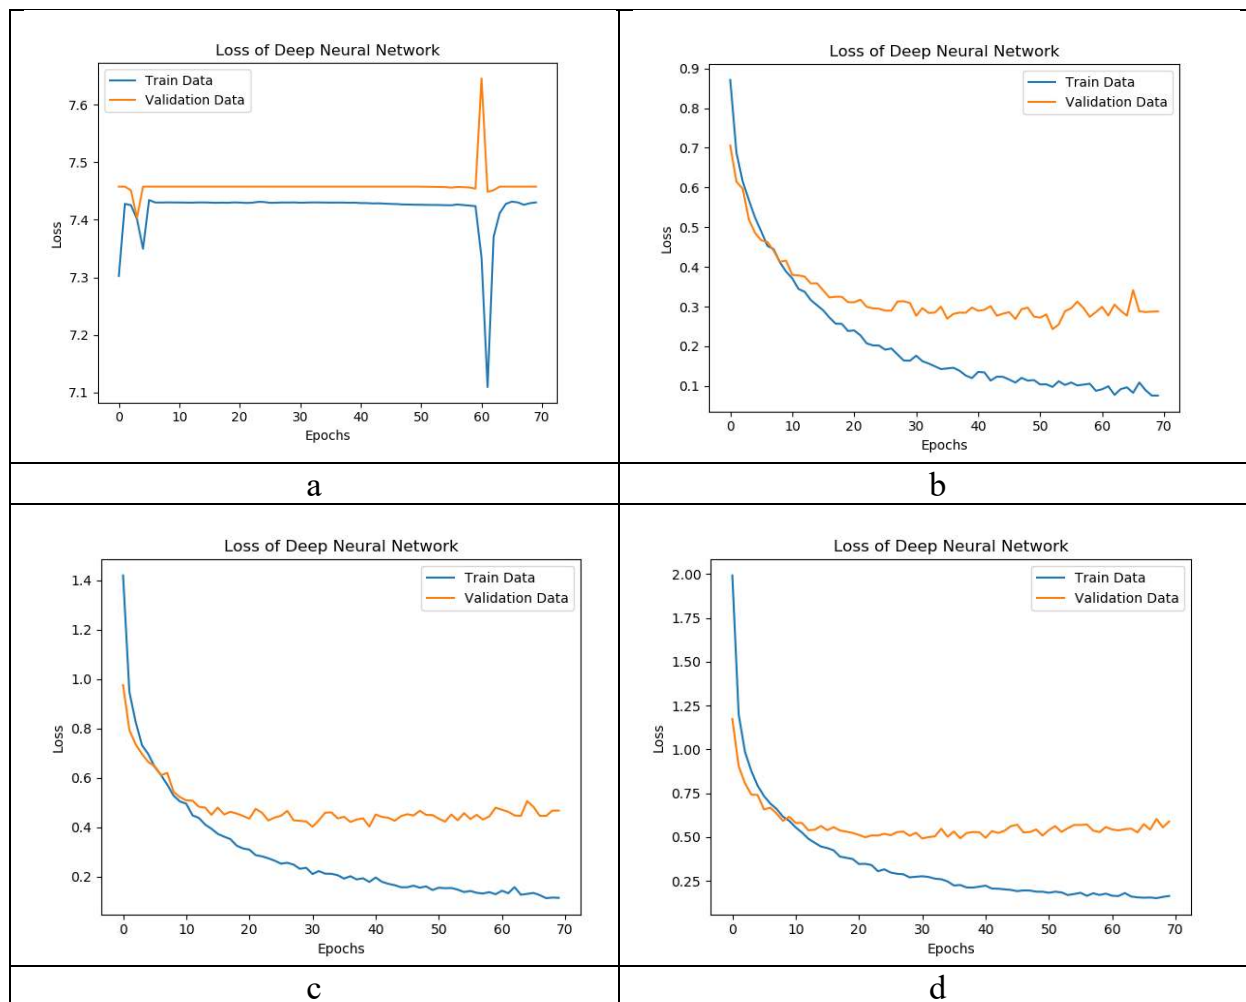 Loss of Deep Neural Network
Train Data
Validation Data
7.6
7.5
7.4
7.3
7.2
7.1
Loss
0 10 20 30 40 50 60 70
Epochs
a
Loss of Deep Neural Network
Train Data
Validation Data
0.9
0.8
0.7
0.6
0.5
0.4
0.3
0.2
0.1
Loss
0 10 20 30 40 50 60 70
Epochs
b
Loss of Deep Neural Network
Train Data
Validation Data
1.4
1.2
1.0
0.8
0.6
0.4
0.2
Loss
0 10 20 30 40 50 60 70
Epochs
c
Loss of Deep Neural Network
Train Data
Validation Data
2.00
1.75
1.50
1.25
1.00
0.75
0.50
0.25
Loss
0 10 20 30 40 50 60 70
Epochs
d